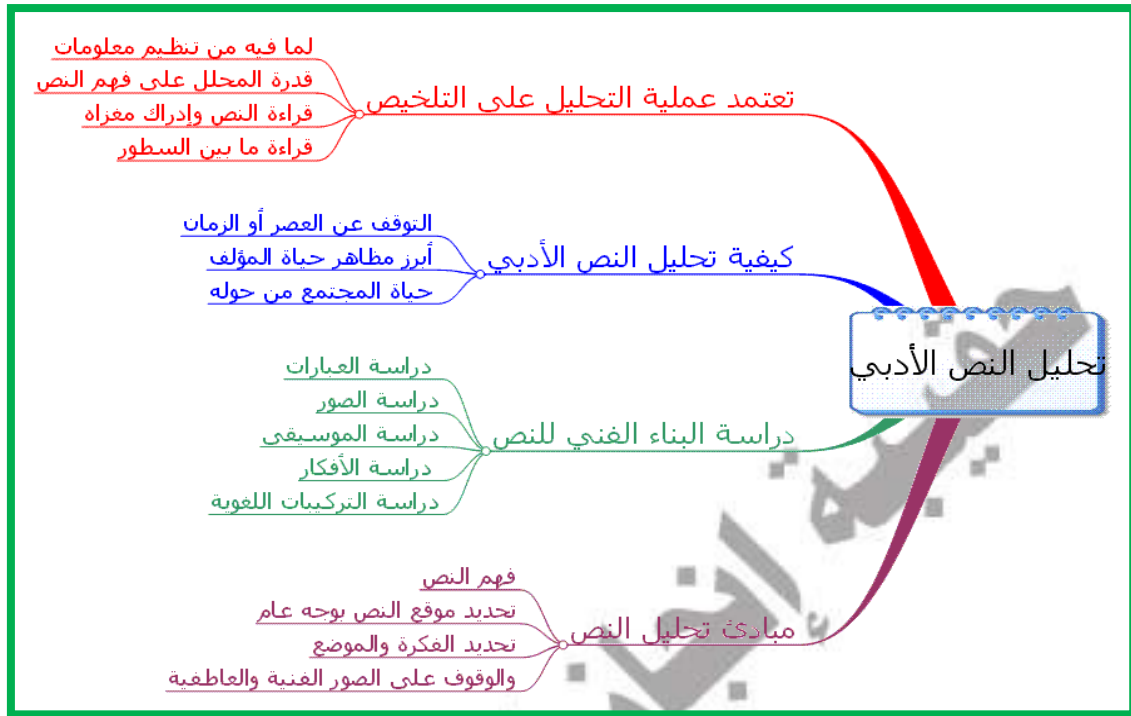 تحليل النص الأدبي
تعتمد عملية التحليل على التلخيص
لما فيه من تنظيم معلومات
قدرة المحلل على فهم النص
قراءة النص وإدراك مغزاه
قراءة ما بين السطور
كيفية تحليل النص الأدبي
التوقف عن العصر أو الزمان
أبرز مظاهر حياة المؤلف
حياة المجتمع من حوله
دراسة البناء الفني للنص
دراسة العبارات
دراسة الصور
دراسة الموسيقى
دراسة الأفكار
دراسة التركيبات اللغوية
مبادئ تحليل النص
فهم النص
تحديد موقع النص بوجه عام
تحديد الفكرة والموضع
والوقوف على الصور الفنية والعاطفية